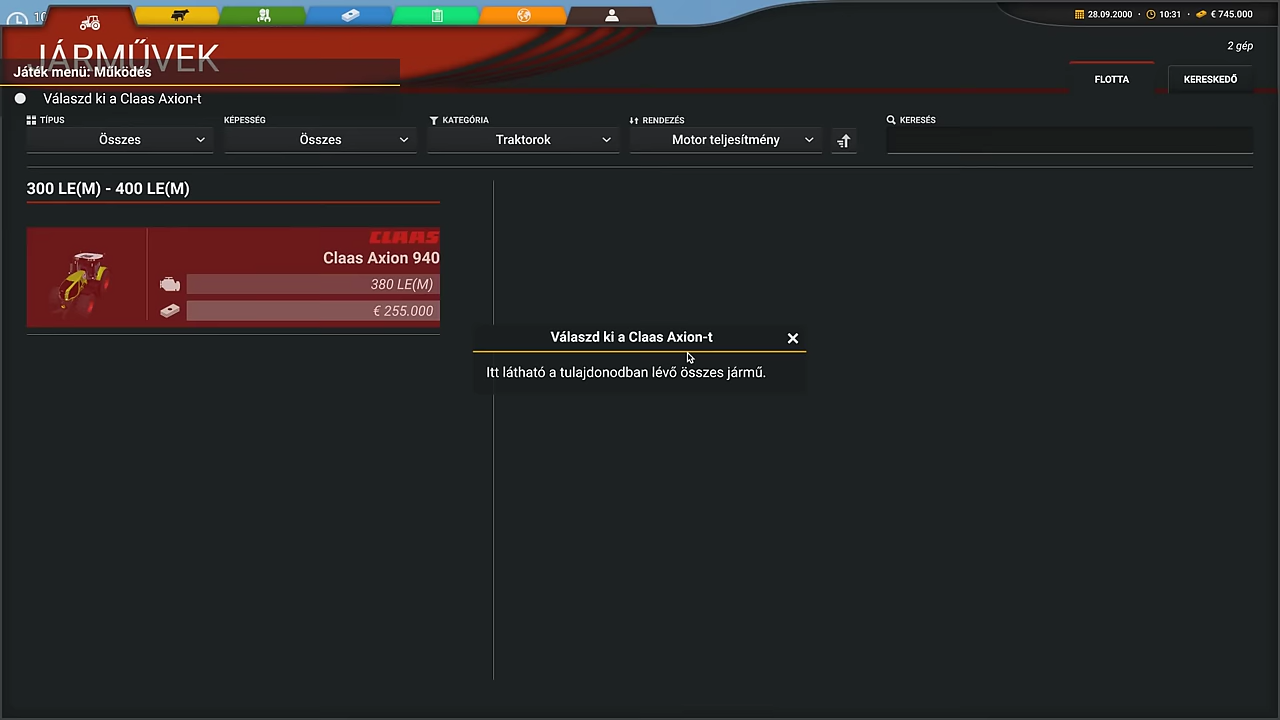 10
28.09.2000 · 10:31 · € 745.000
JÁRMŰVEK
2 gép
Játék menü: Működés
FLOTTA
KERESKEDŐ
Válaszd ki a Claas Axion-t
TÍPUS
KÉPESSÉG
KATEGÓRIA
RENDEZÉS
KERESÉS
Összes
Összes
Traktorok
Motor teljesítmény
300 LE(M) - 400 LE(M)
CLAAS
Claas Axion 940
380 LE(M)
€ 255.000
Válaszd ki a Claas Axion-t
Itt látható a tulajdonodban lévő összes jármű.